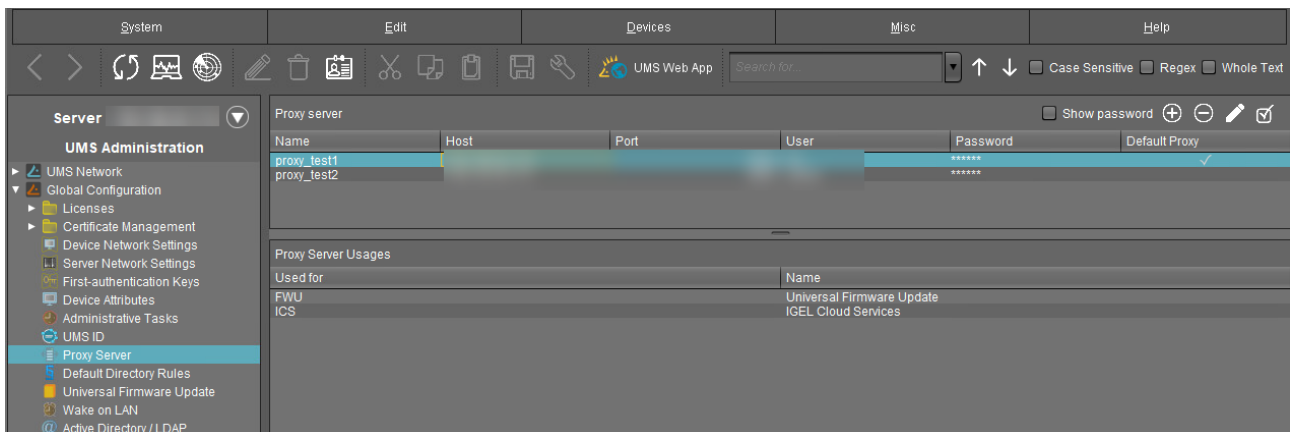 System Edit Devices Misc Help
UMS Web App Search for... Case Sensitive Regex Whole Text
Server
UMS Administration
UMS Network
Global Configuration
Licenses
Certificate Management
Device Network Settings
Server Network Settings
First-authentication Keys
Device Attributes
Administrative Tasks
UMS ID
Proxy Server
Default Directory Rules
Universal Firmware Update
Wake on LAN
Active Directory / LDAP
Proxy server Show password
Name Host Port User Password Default Proxy
proxy_test1 ******
proxy_test2 ******
Proxy Server Usages
Used for Name
FWU Universal Firmware Update
ICS IGEL Cloud Services